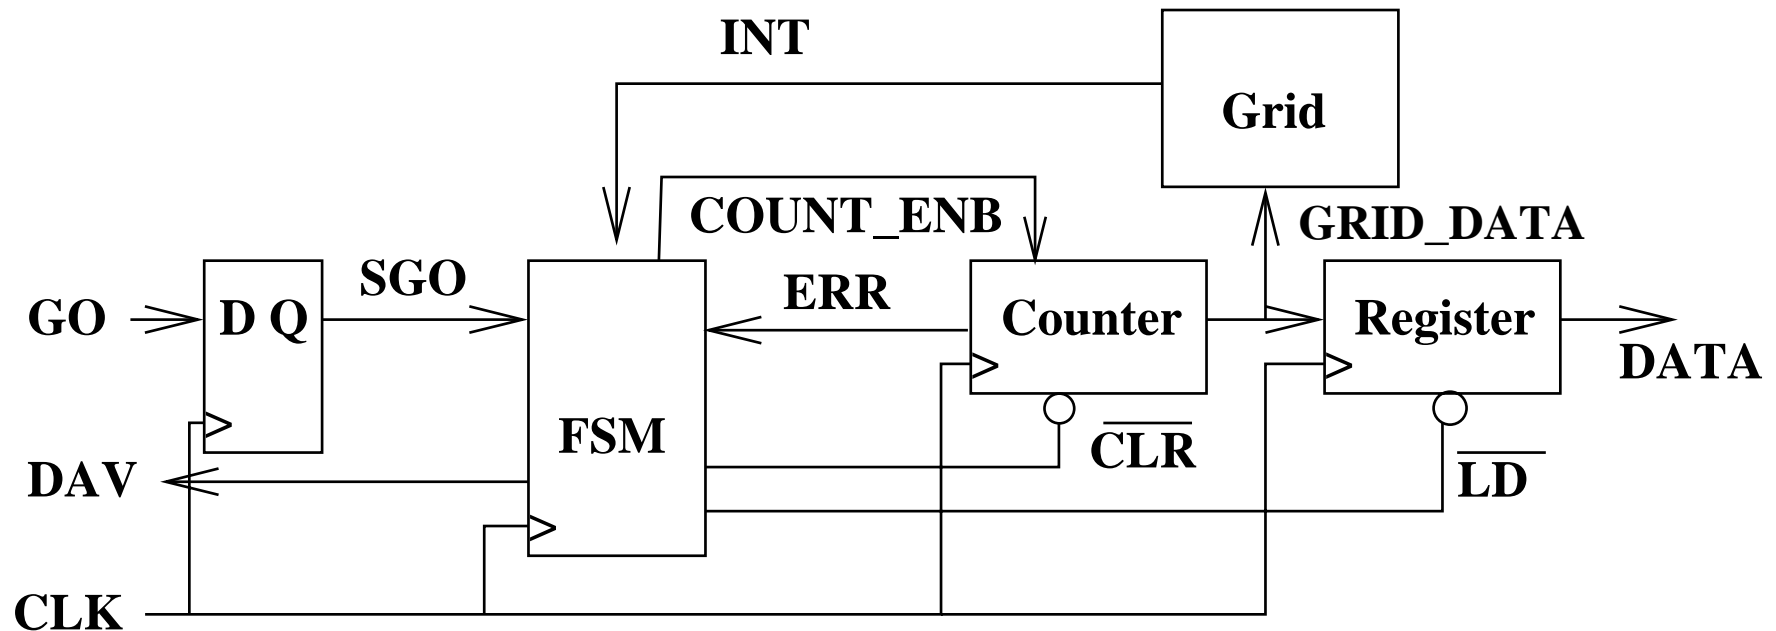 INT
Grid
COUNT_ENB
GRID_DATA
SGO
ERR
GO
D Q
Counter
Register
DATA
FSM
CLR
DAV
LD
CLK